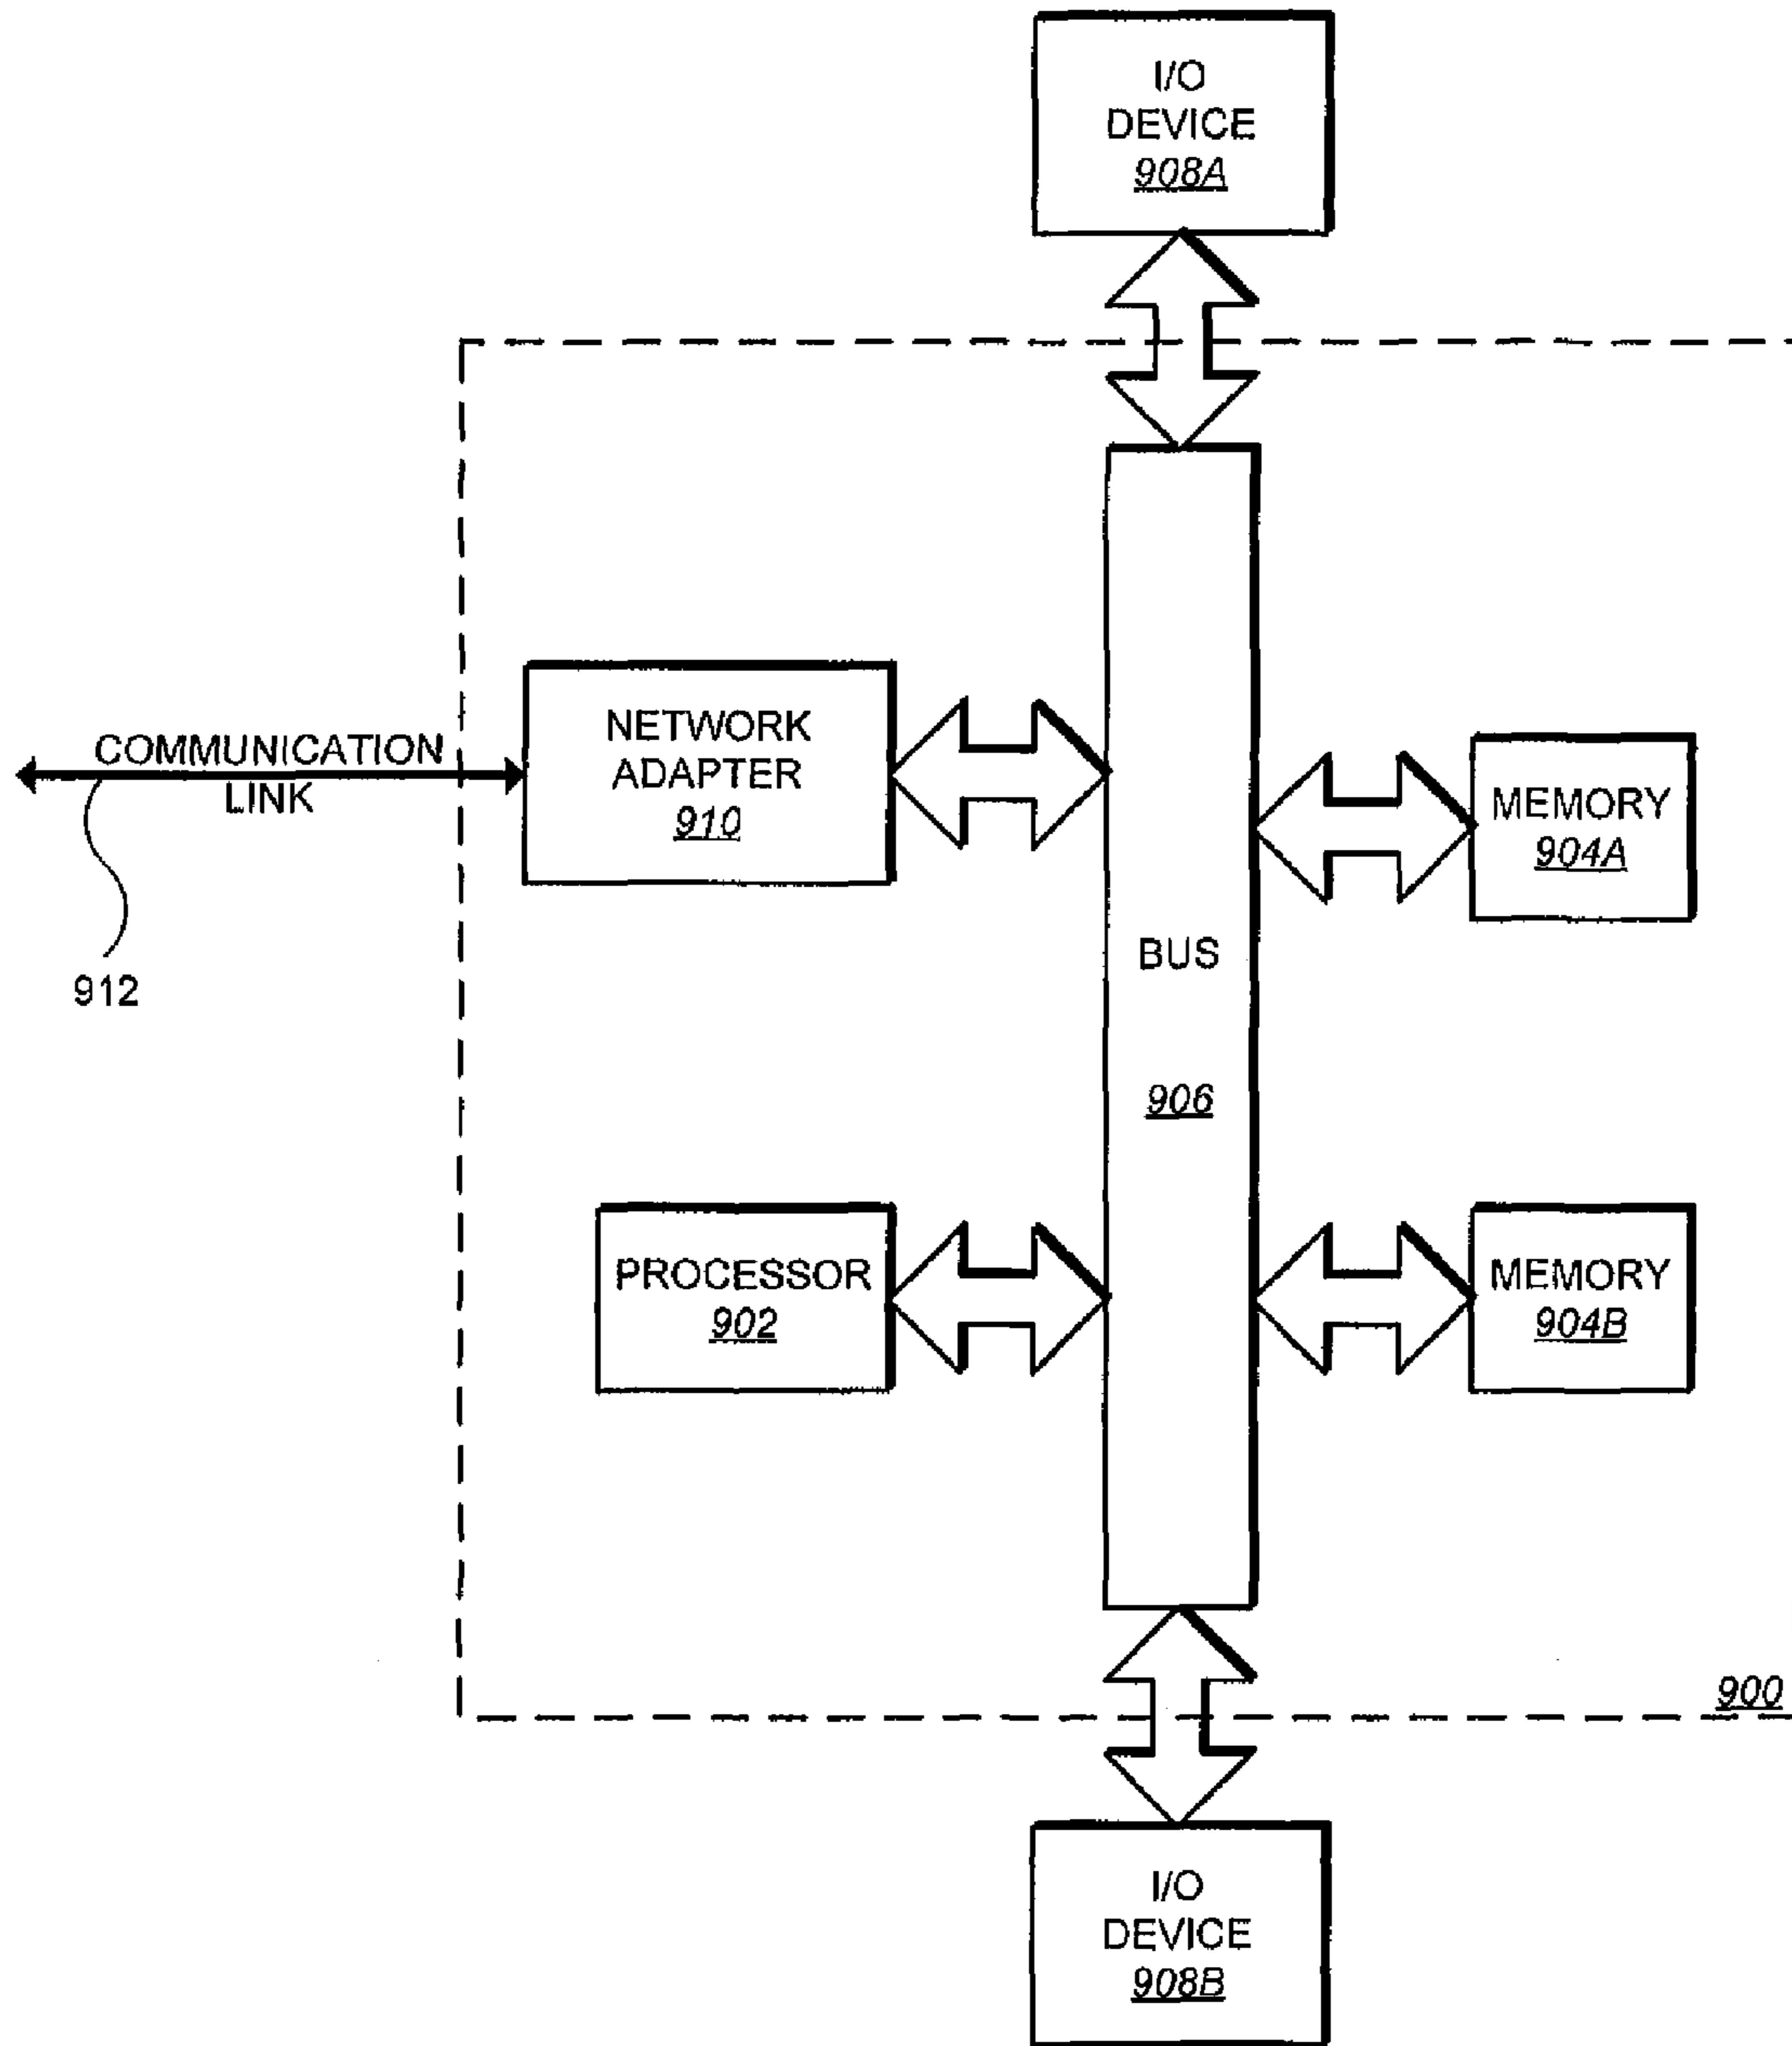 I/O
DEVICE
908A
COMMUNICATION
LINK
912
NETWORK
ADAPTER
910
MEMORY
904A
BUS
906
PROCESSOR
902
MEMORY
904B
900
I/O
DEVICE
908B